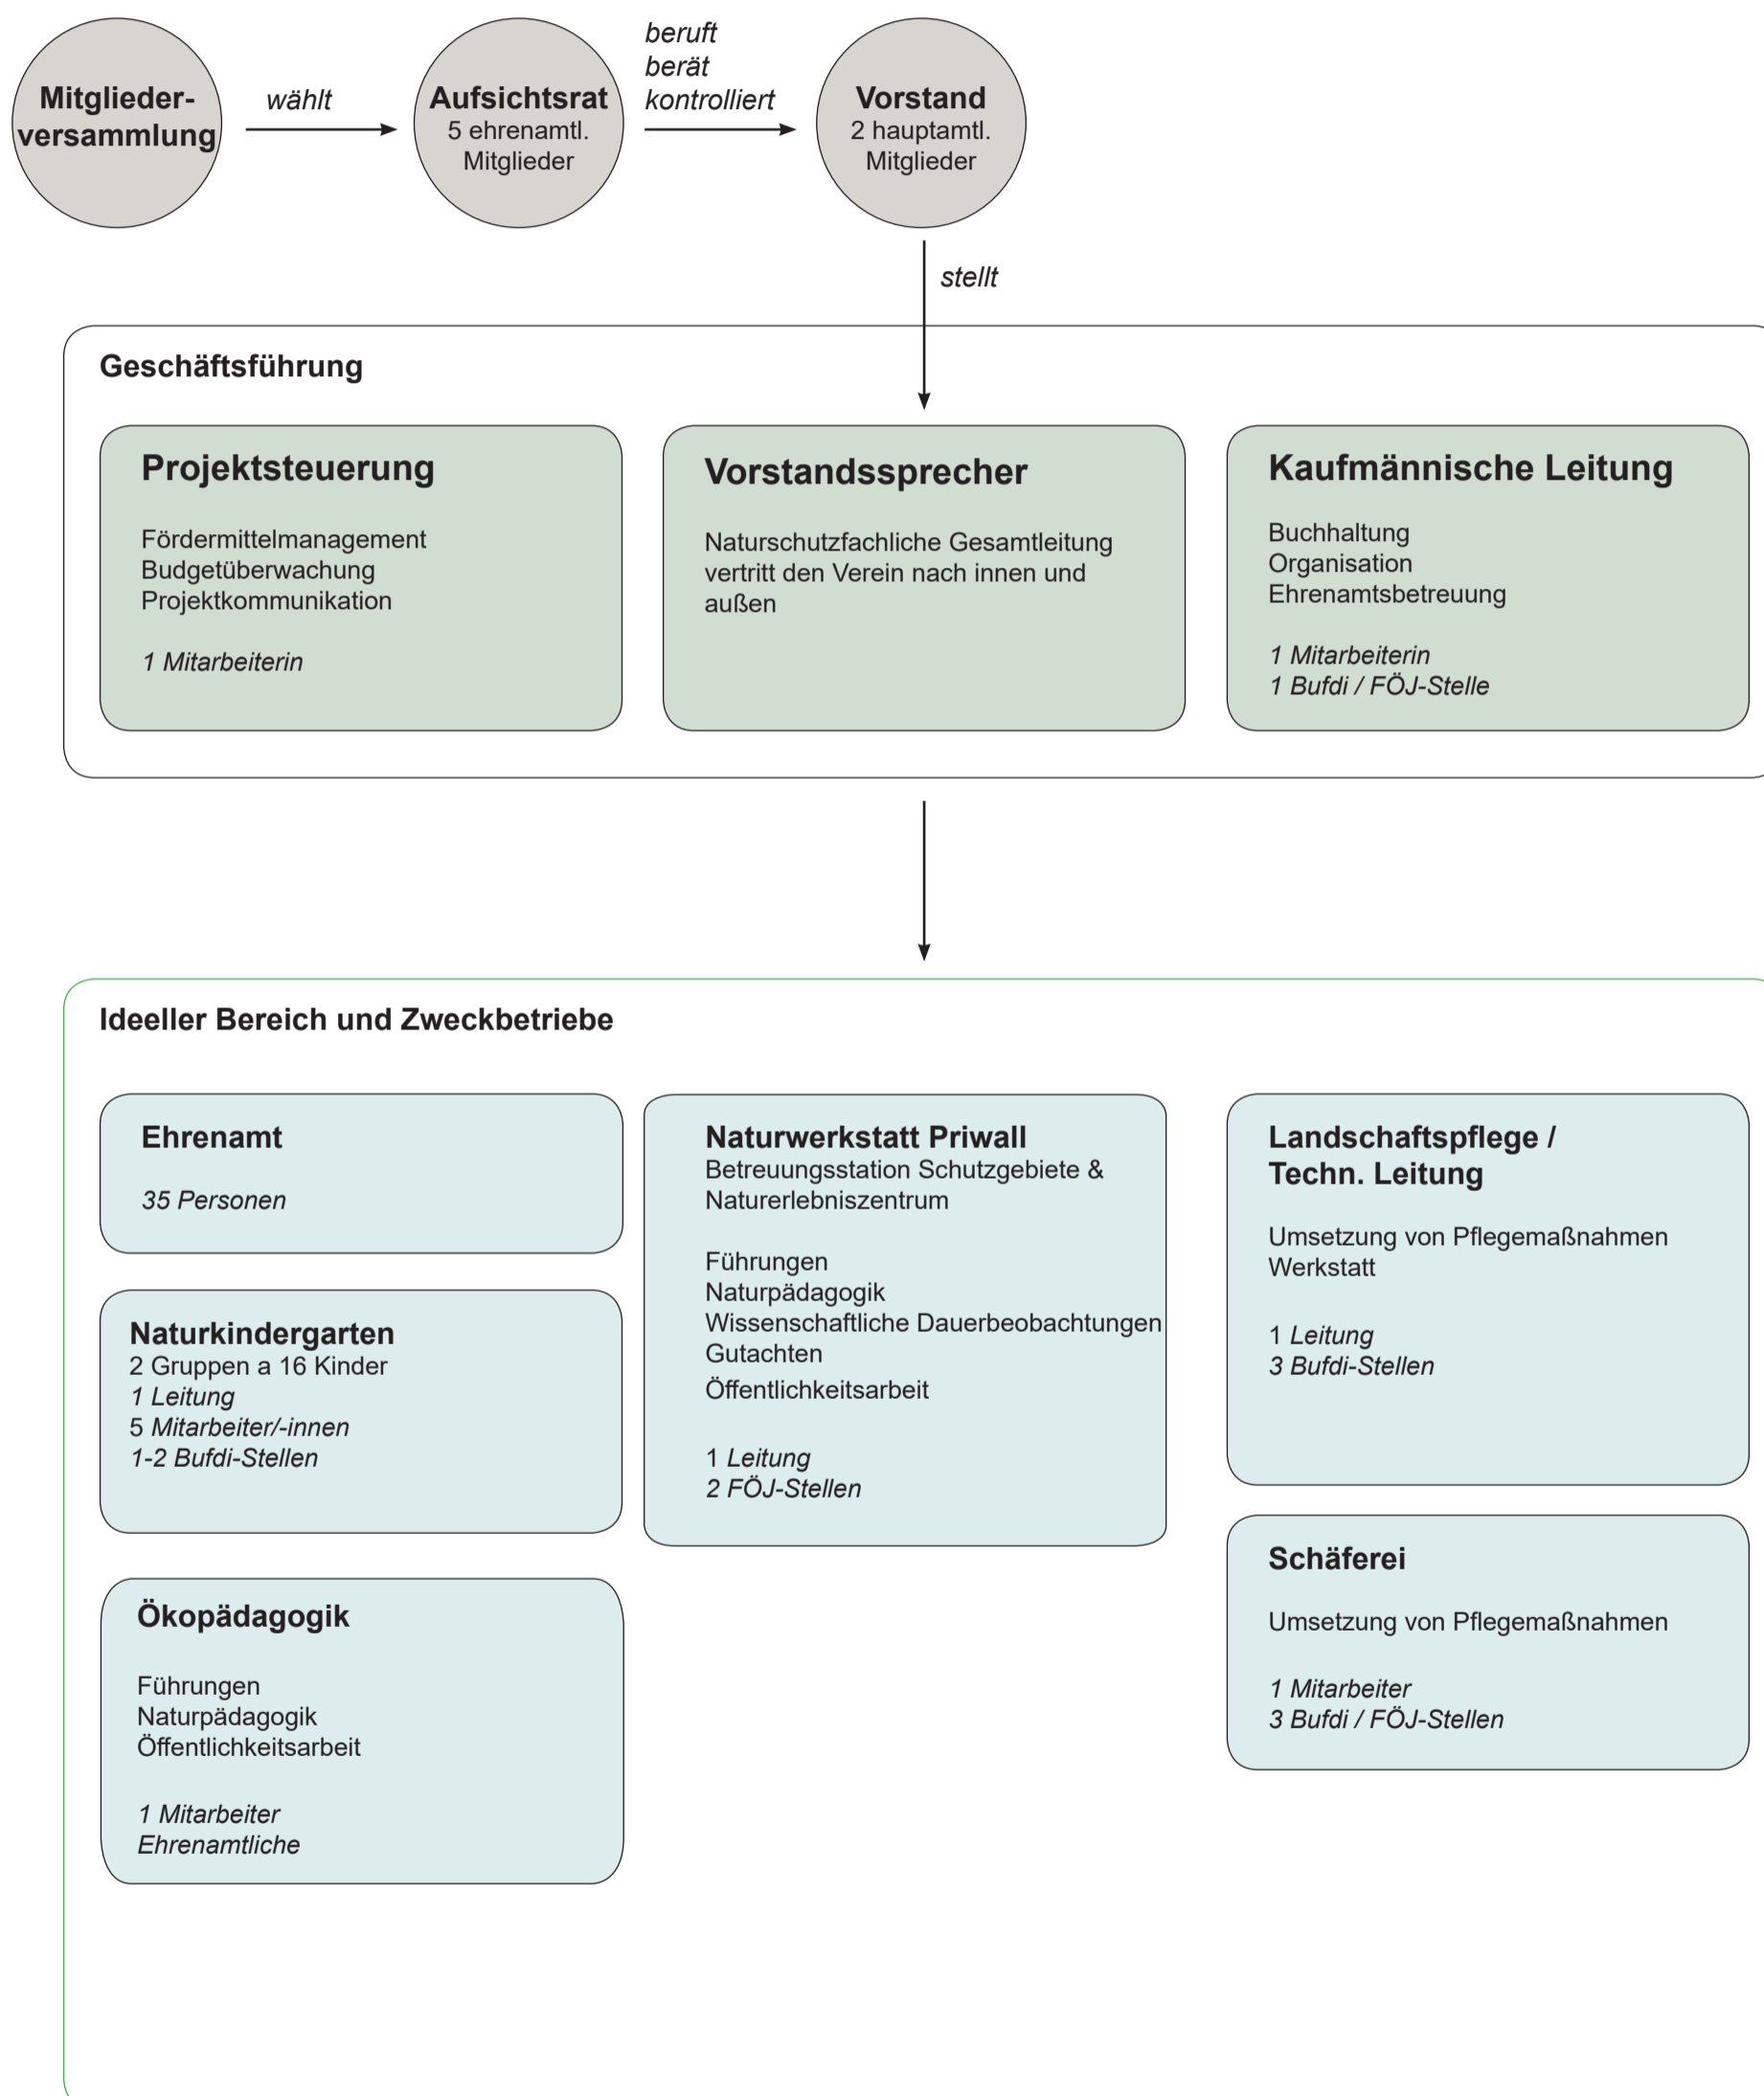 Mitglieder-
versammlung
wählt
Aufsichtsrat
5 ehrenamtl.
Mitglieder
beruft
berät
kontrolliert
Vorstand
2 hauptamtl.
Mitglieder
stellt
Geschäftsführung
Projektsteuerung
Fördermittelmanagement
Budgetüberwachung
Projektkommunikation
1 Mitarbeiterin
Vorstandssprecher
Naturschutzfachliche Gesamtleitung
vertritt den Verein nach innen und
außen
Kaufmännische Leitung
Buchhaltung
Organisation
Ehrenamtsbetreuung
1 Mitarbeiterin
1 Bufdi / FÖJ-Stelle
Ideeller Bereich und Zweckbetriebe
Ehrenamt
35 Personen
Naturkindergarten
2 Gruppen a 16 Kinder
1 Leitung
5 Mitarbeiter/-innen
1-2 Bufdi-Stellen
Ökopädagogik
Führungen
Naturpädagogik
Öffentlichkeitsarbeit
1 Mitarbeiter
Ehrenamtliche
Naturwerkstatt Priwall
Betreuungsstation Schutzgebiete &
Naturerlebniszentrum
Führungen
Naturpädagogik
Wissenschaftliche Dauerbeobachtungen
Gutachten
Öffentlichkeitsarbeit
1 Leitung
2 FÖJ-Stellen
Landschaftspflege /
Techn. Leitung
Umsetzung von Pflegemaßnahmen
Werkstatt
1 Leitung
3 Bufdi-Stellen
Schäferei
Umsetzung von Pflegemaßnahmen
1 Mitarbeiter
3 Bufdi / FÖJ-Stellen